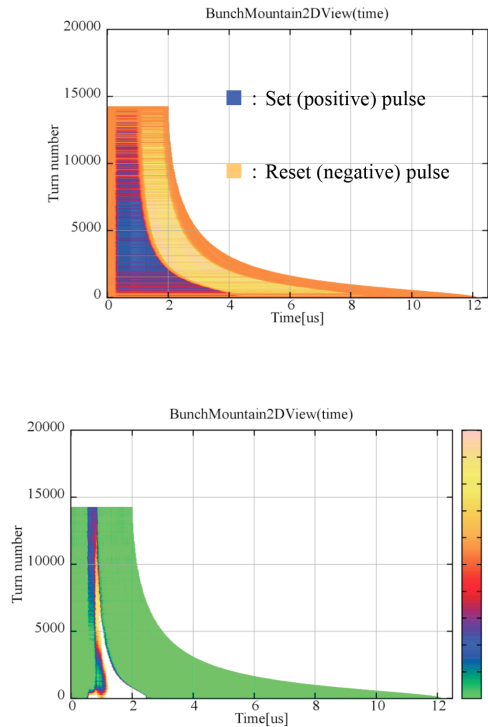 BunchMountain2DView(time)
20000
15000
10000
5000
0
Turn number
: Set (positive) pulse
: Reset (negative) pulse
0 2 4 6 8 10 12
Time[us]
BunchMountain2DView(time)
20000
15000
10000
5000
0
Turn number
0 2 4 6 8 10 12
Time[us]